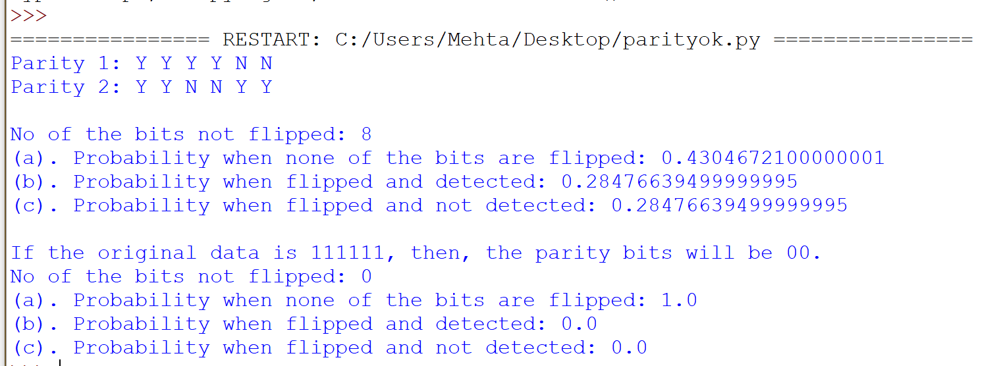 >>>
================ RESTART: C:/Users/Mehta/Desktop/parityok.py ================
Parity 1: Y Y Y Y N N
Parity 2: Y Y N N Y Y
No of the bits not flipped: 8
(a). Probability when none of the bits are flipped: 0.4304672100000001
(b). Probability when flipped and detected: 0.28476639499999995
(c). Probability when flipped and not detected: 0.28476639499999995
If the original data is 111111, then, the parity bits will be 00.
No of the bits not flipped: 0
(a). Probability when none of the bits are flipped: 1.0
(b). Probability when flipped and detected: 0.0
(c). Probability when flipped and not detected: 0.0
>>>